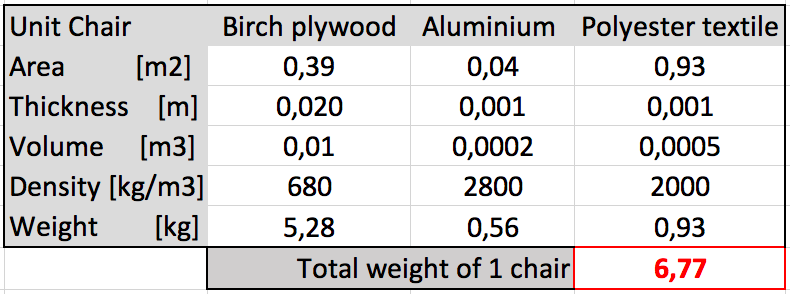 Unit Chair Birch plywood Aluminium Polyester textile
Area [m2] 0,39 0,04 0,93
Thickness [m] 0,020 0,001 0,001
Volume [m3] 0,01 0,0002 0,0005
Density [kg/m3] 680 2800 2000
Weight [kg] 5,28 0,56 0,93
Total weight of 1 chair 6,77